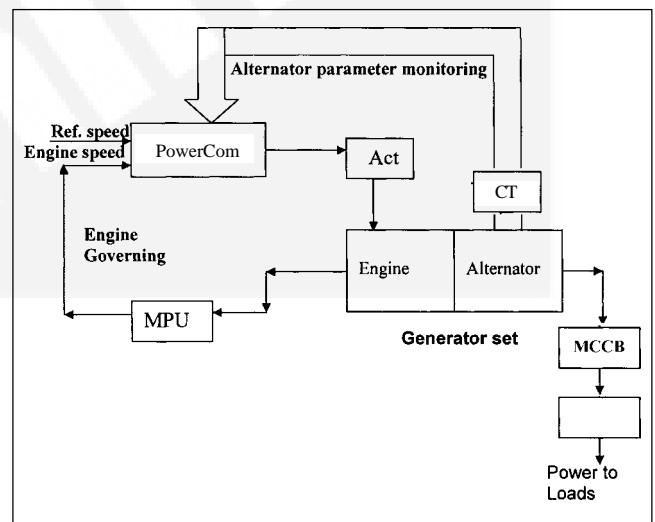 Alternator parameter monitoring
Ref. speed
Engine speed
PowerCom
Act
CT
Engine
Governing
Engine
Alternator
MPU
Generator set
MCCB
Power to
Loads